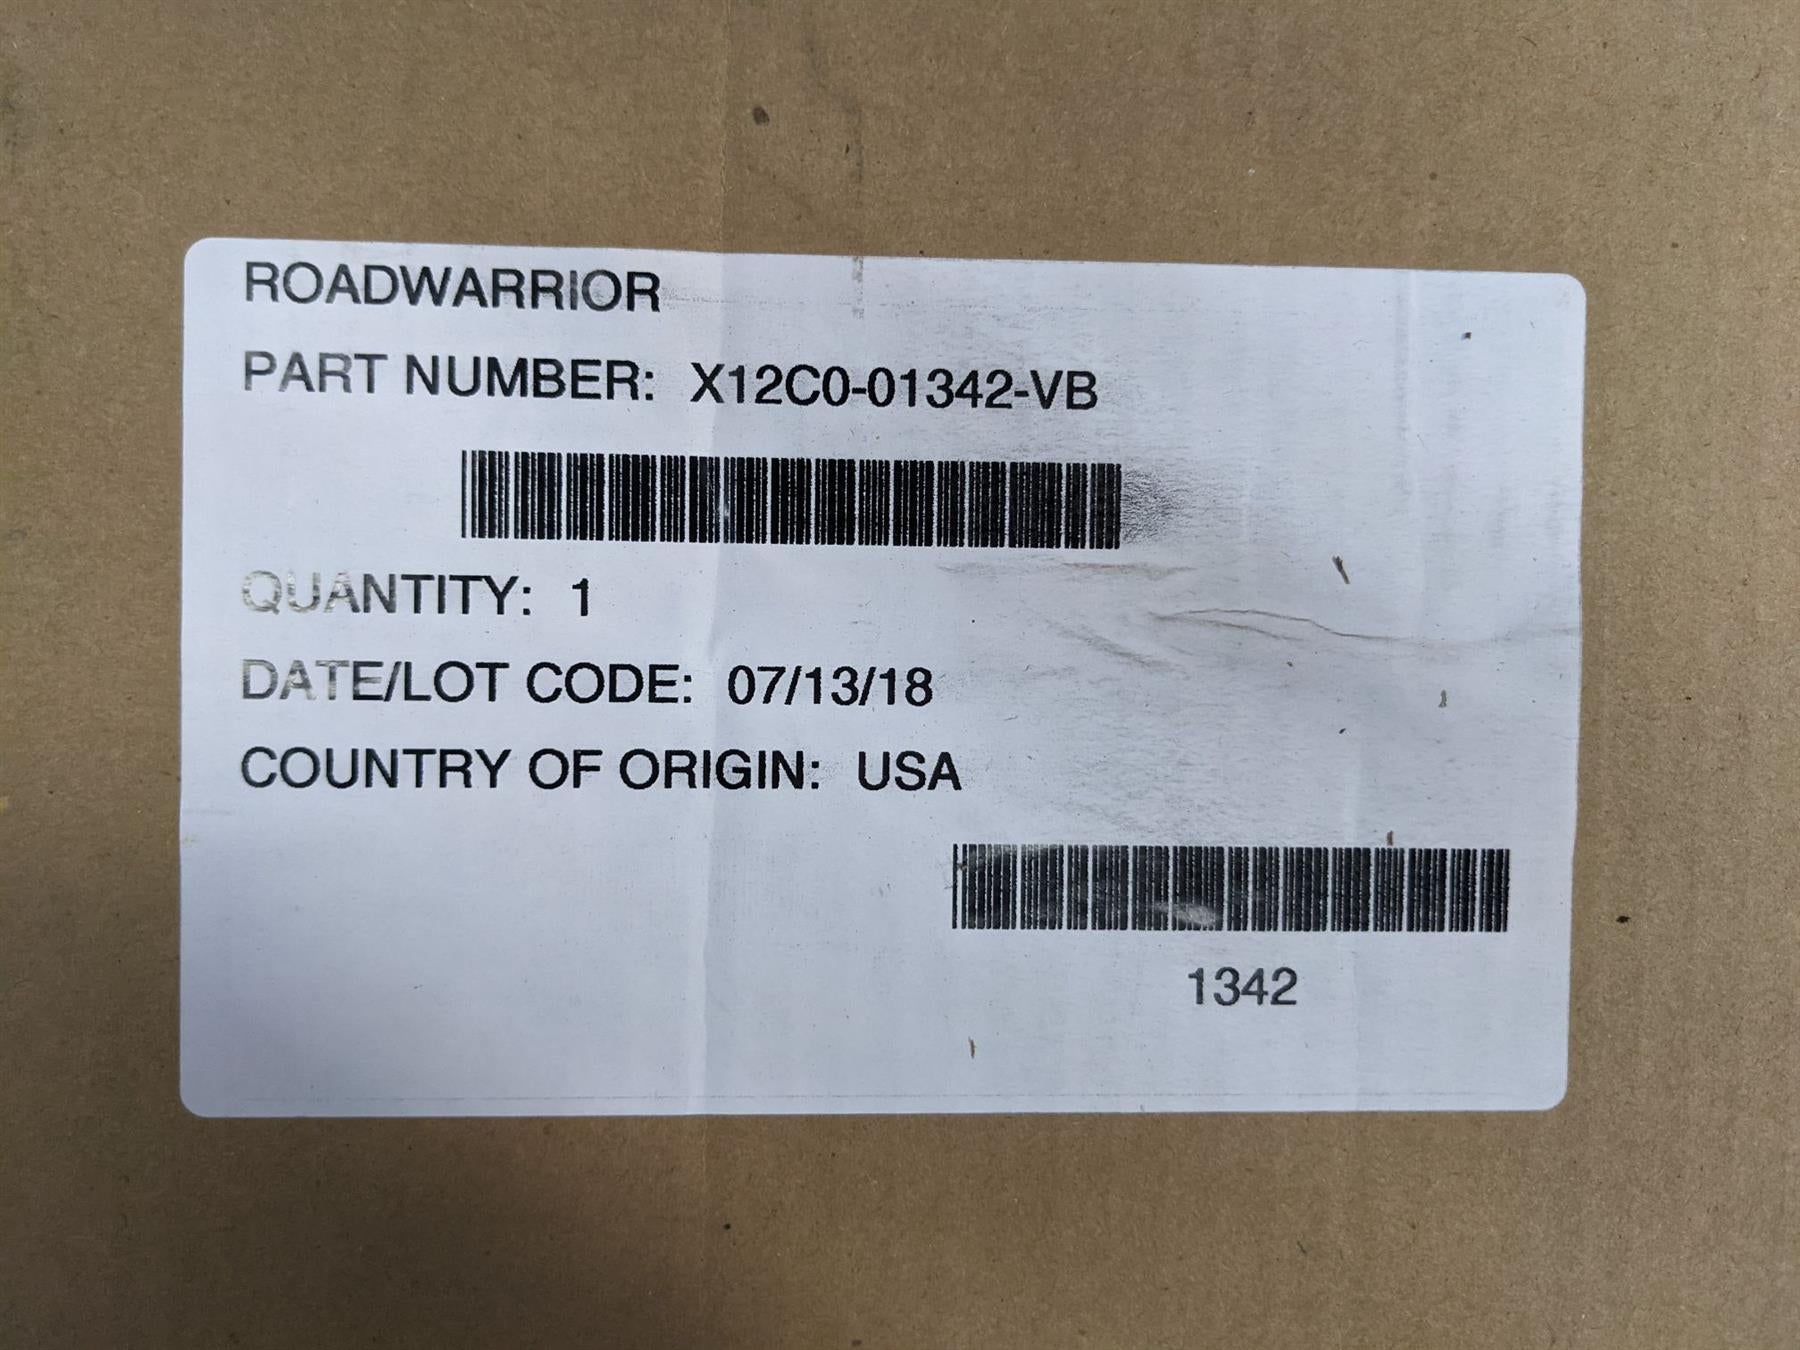 ROADWARRIOR
PART NUMBER: X12C0-01342-VB
QUANTITY: 1
DATE/LOT CODE: 07/13/18
COUNTRY OF ORIGIN: USA
1342